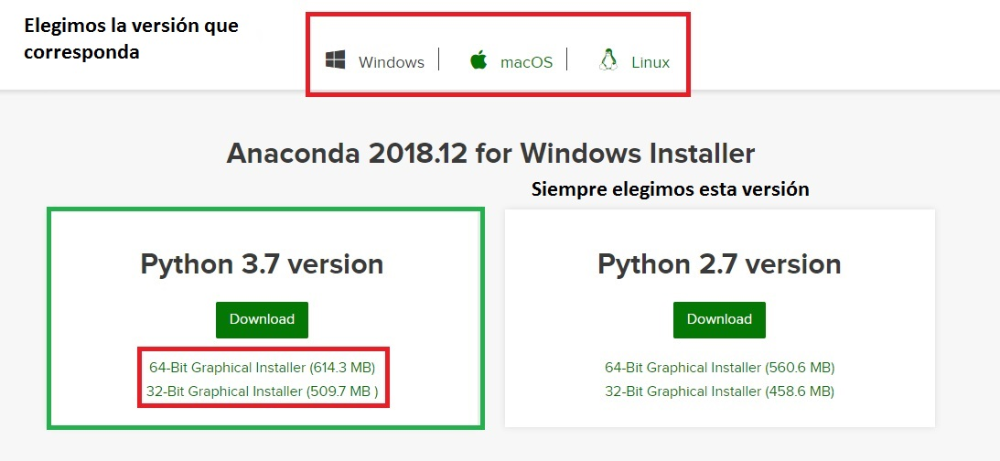 Elegimos la versión que
corresponda
Windows
macOS
Linux
Anaconda 2018.12 for Windows Installer
Siempre elegimos esta versión
Python 3.7 version
Download
64-Bit Graphical Installer (614.3 MB)
32-Bit Graphical Installer (509.7 MB )
Python 2.7 version
Download
64-Bit Graphical Installer (560.6 MB)
32-Bit Graphical Installer (458.6 MB)